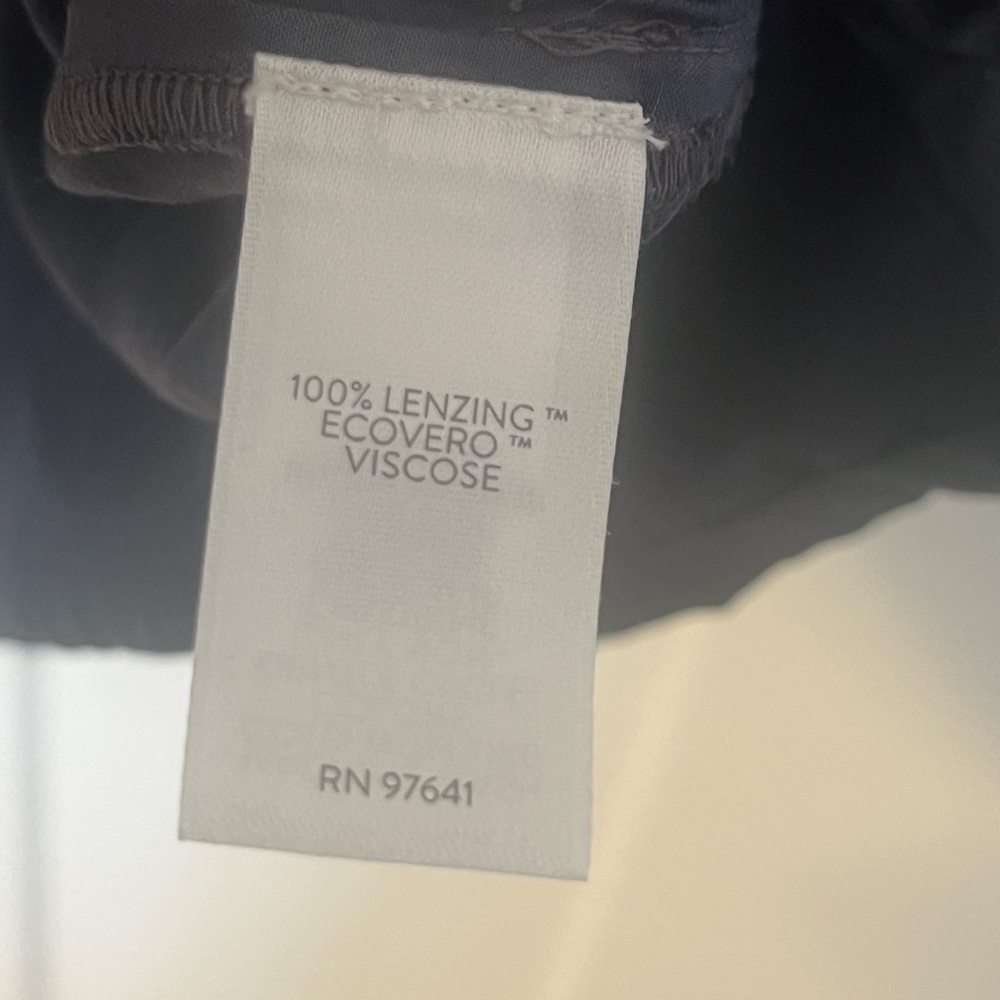 100% LENZING ™
ECOVERO ™
VISCOSE
RN 97641